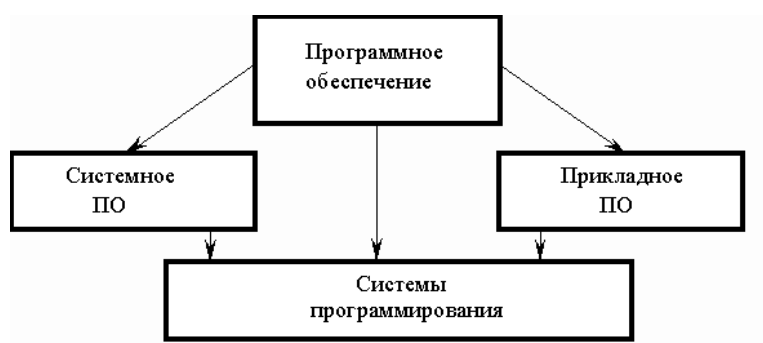 Программное
обеспечение
Системное
ПО
Прикладное
ПО
Системы
программирования